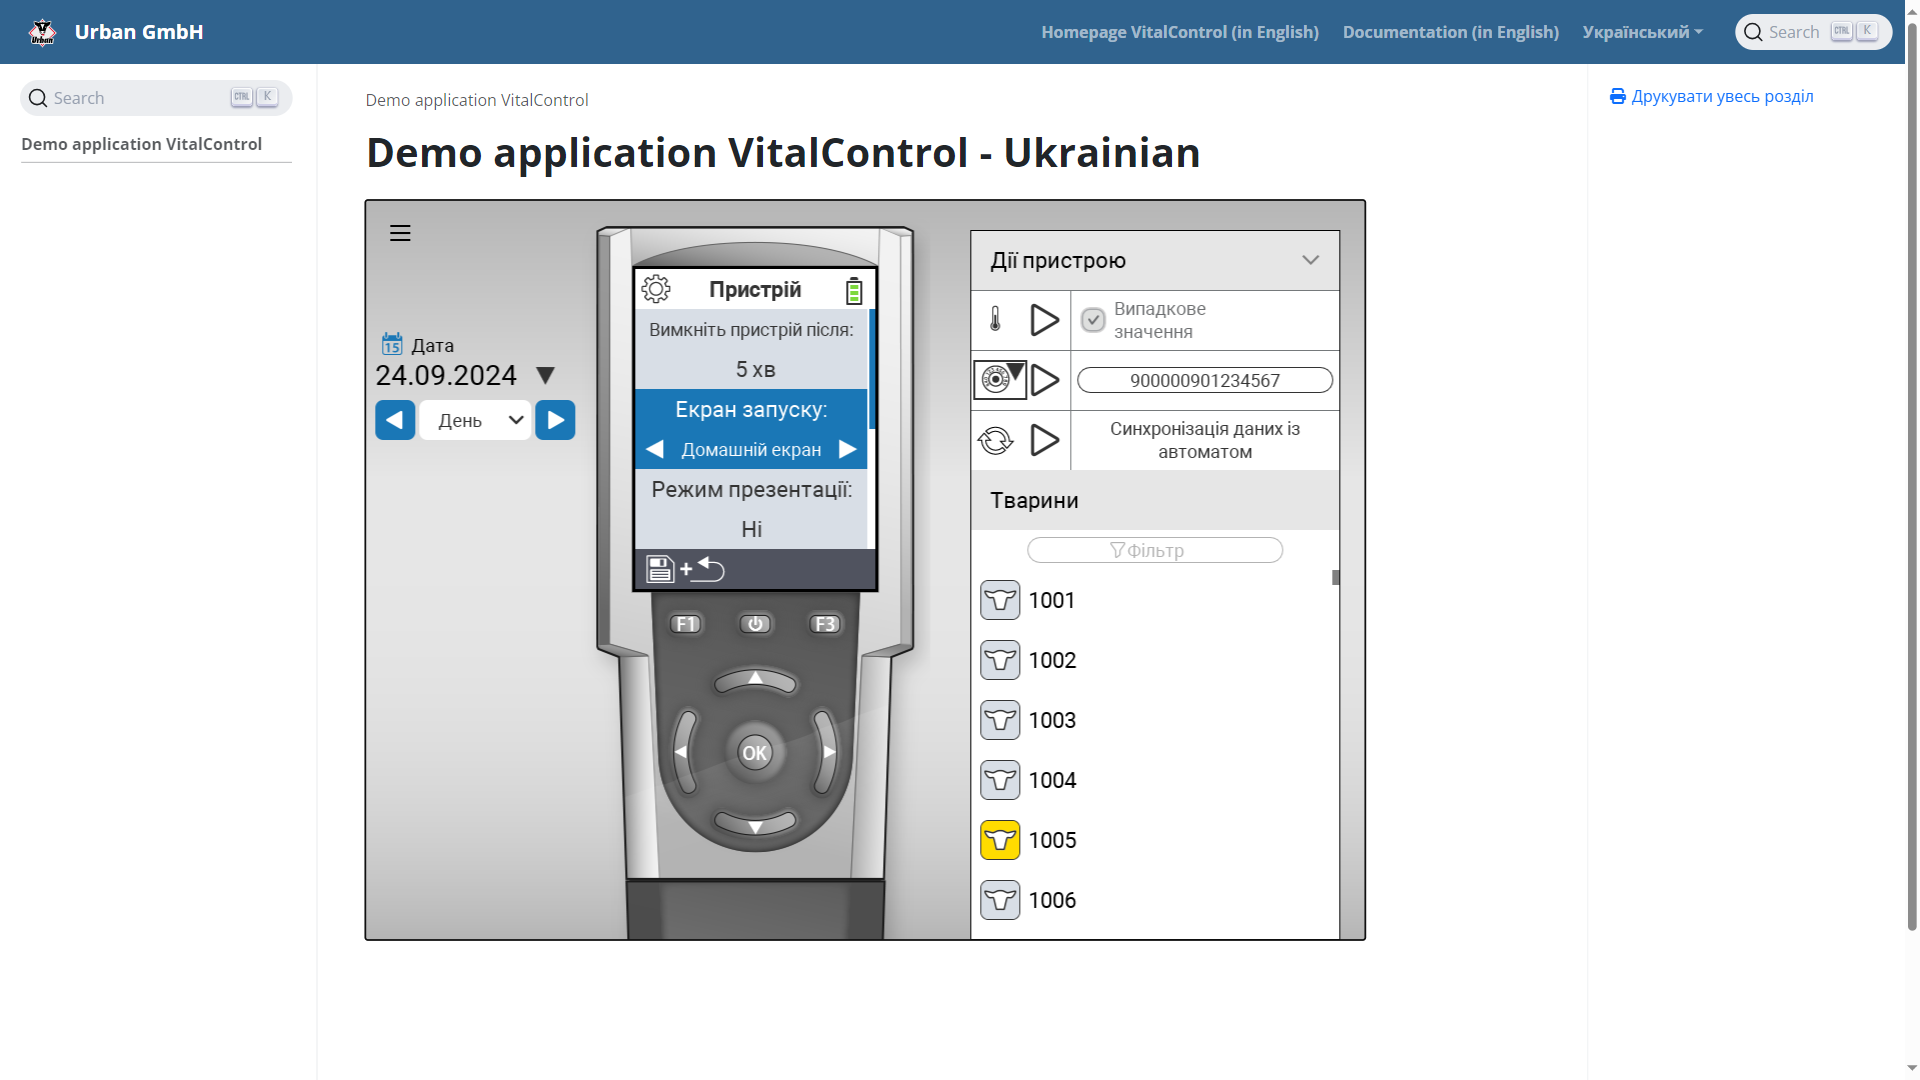 Urban GmbH
Homepage VitalControl (in English)
Documentation (in English)
Український
Search CTRL K
Search CTRL K
Demo application VitalControl
Demo application VitalControl
Demo application VitalControl - Ukrainian
Друкувати увесь розділ
15 Дата
24.09.2024
День
Пристрій
Вимкніть пристрій після:
5 хв
Екран запуску:
Домашній екран
Режим презентації:
Ні
+
F1
F3
OK
Дії пристрою
Випадкове
значення
900000901234567
Синхронізація даних із
автоматом
Тварини
Фільтр
1001
1002
1003
1004
1005
1006